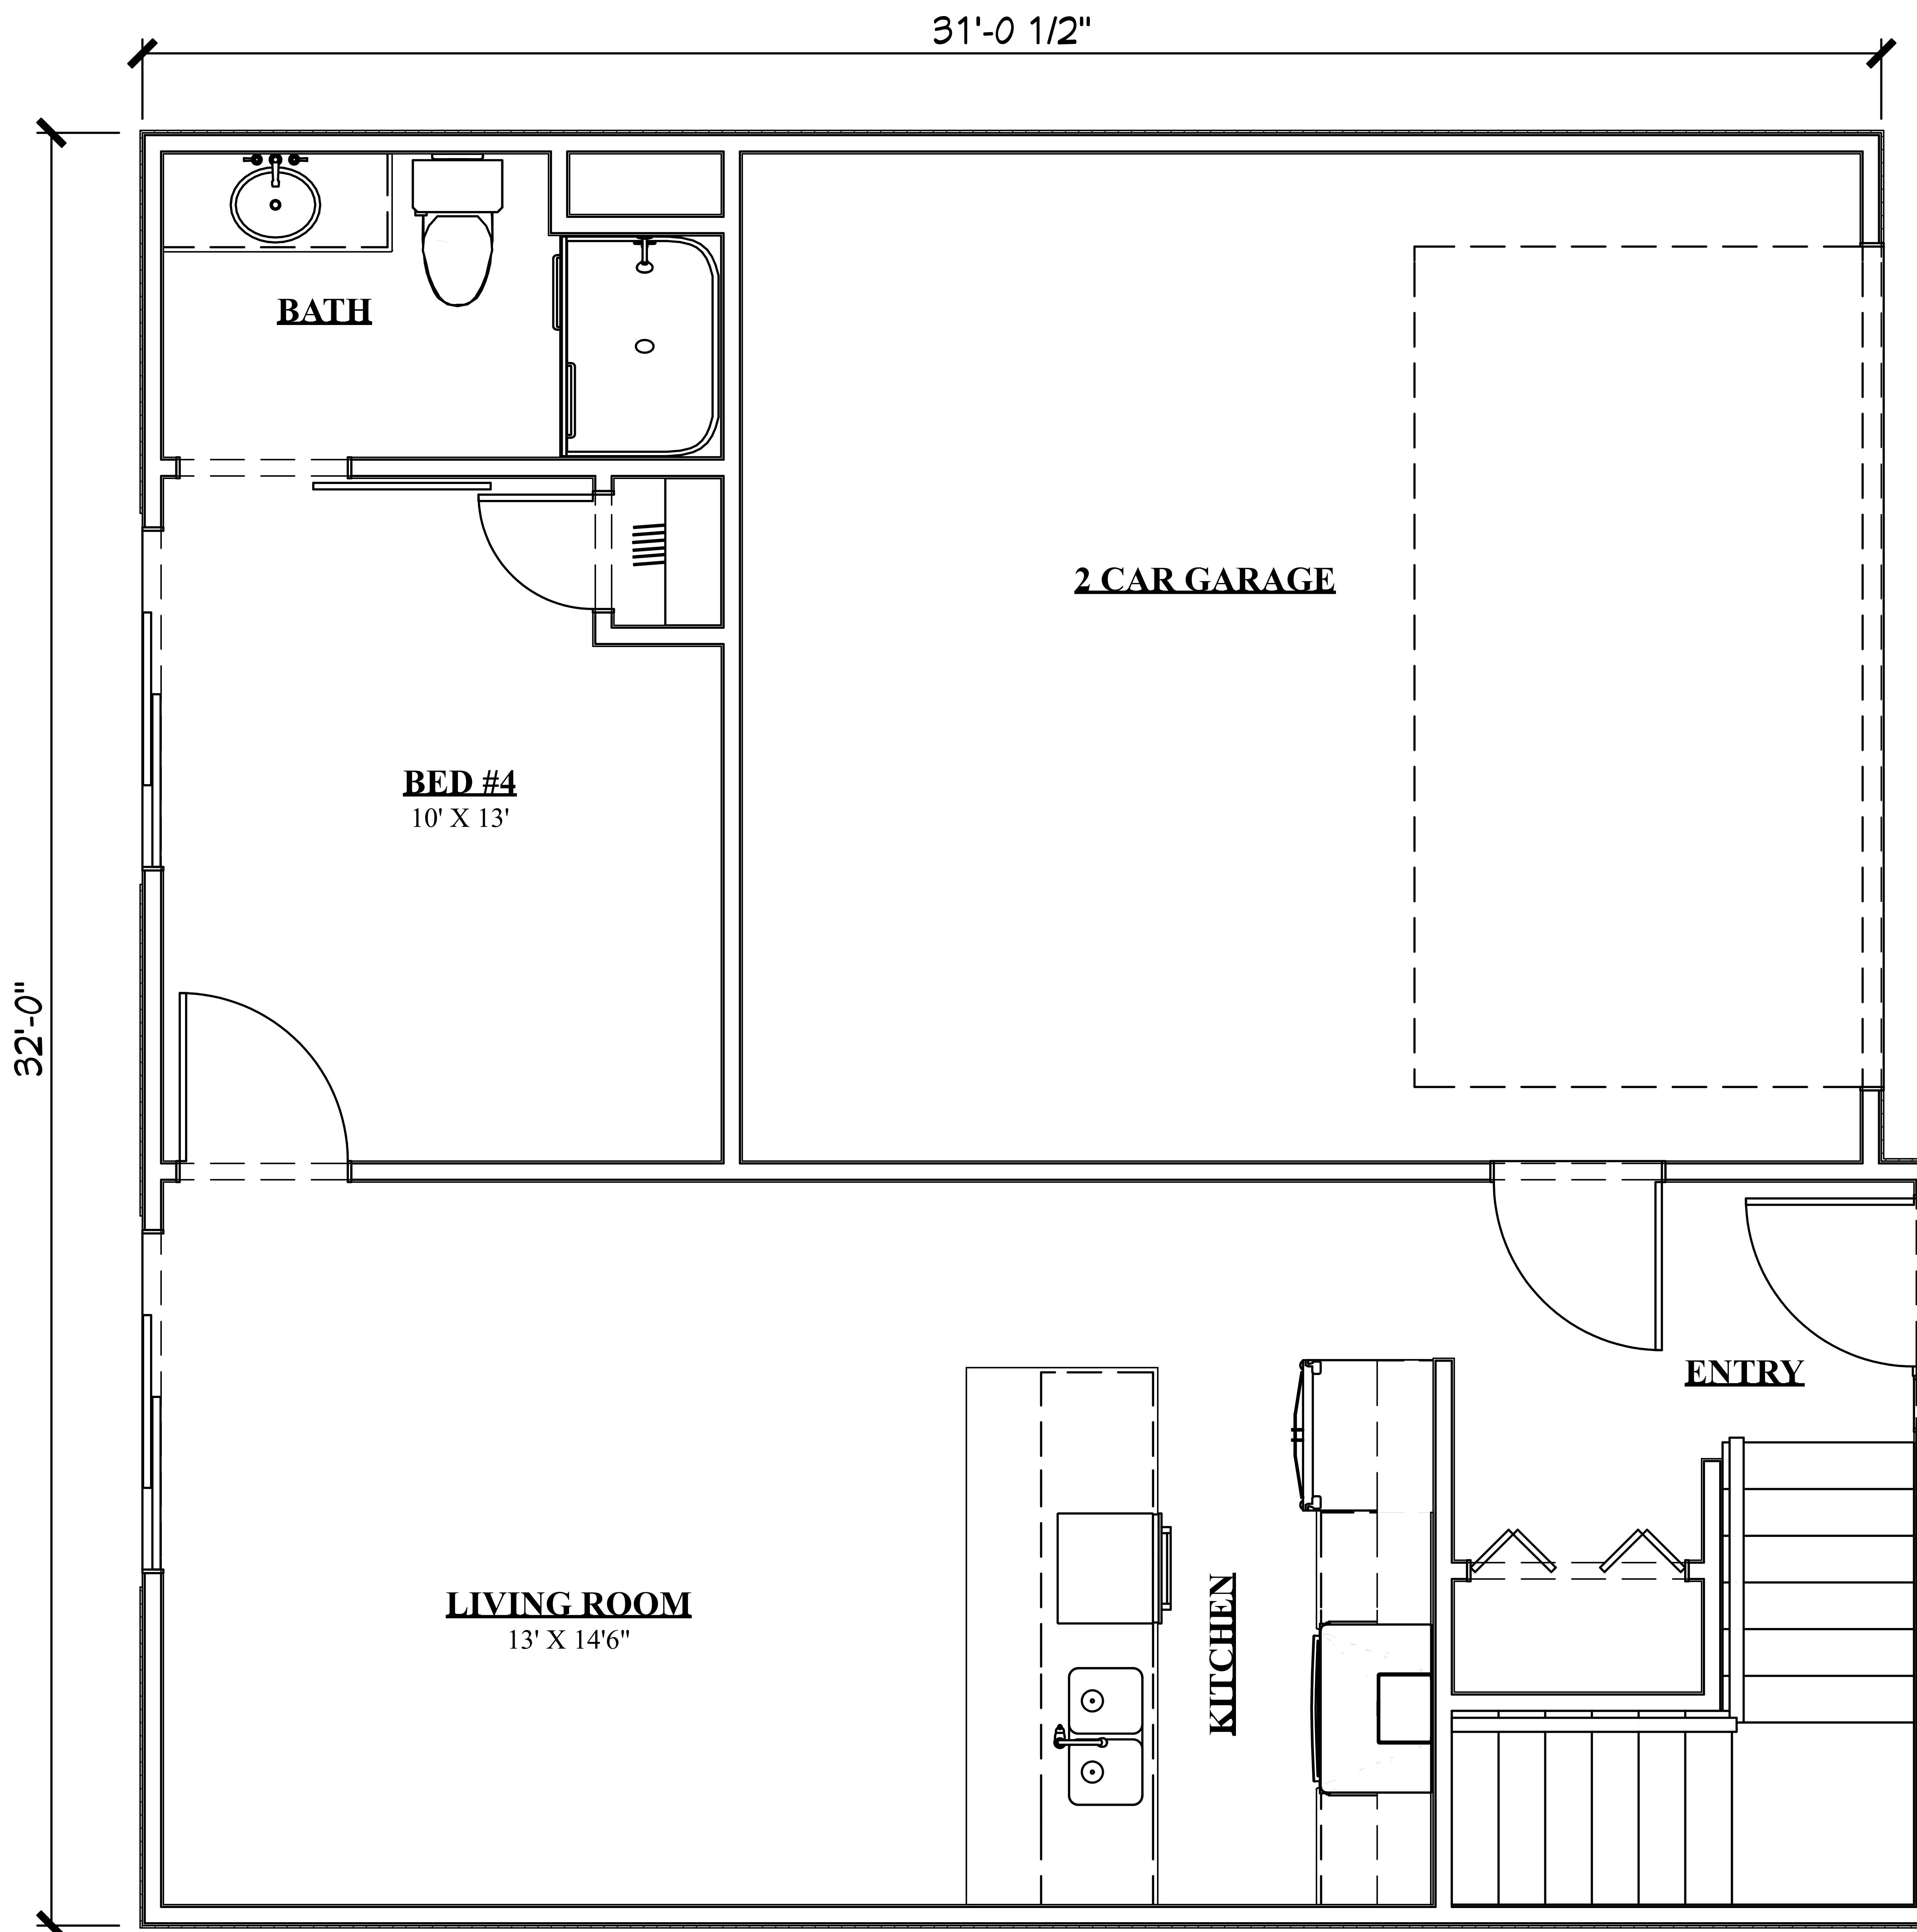 31'-0 1/2"
BATH
2 CAR GARAGE
BED #4
10' X 13'
32'-0"
ENTRY
LIVING ROOM
13' X 14'6"
KITCHEN